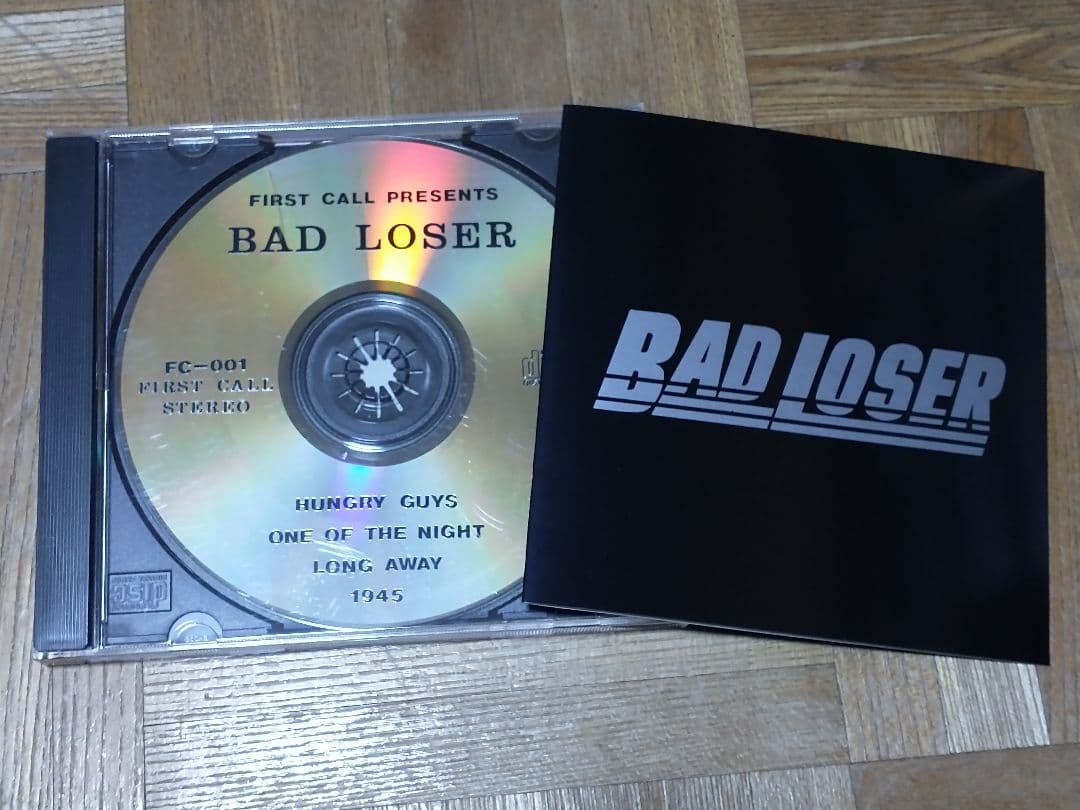 FIRST CALL PRESENTS
BAD LOSER
FC-001
FIRST CALL
STEREO
HUNGRY GUYS
ONE OF THE NIGHT
LONG AWAY
1945
BAD LOSER
disc